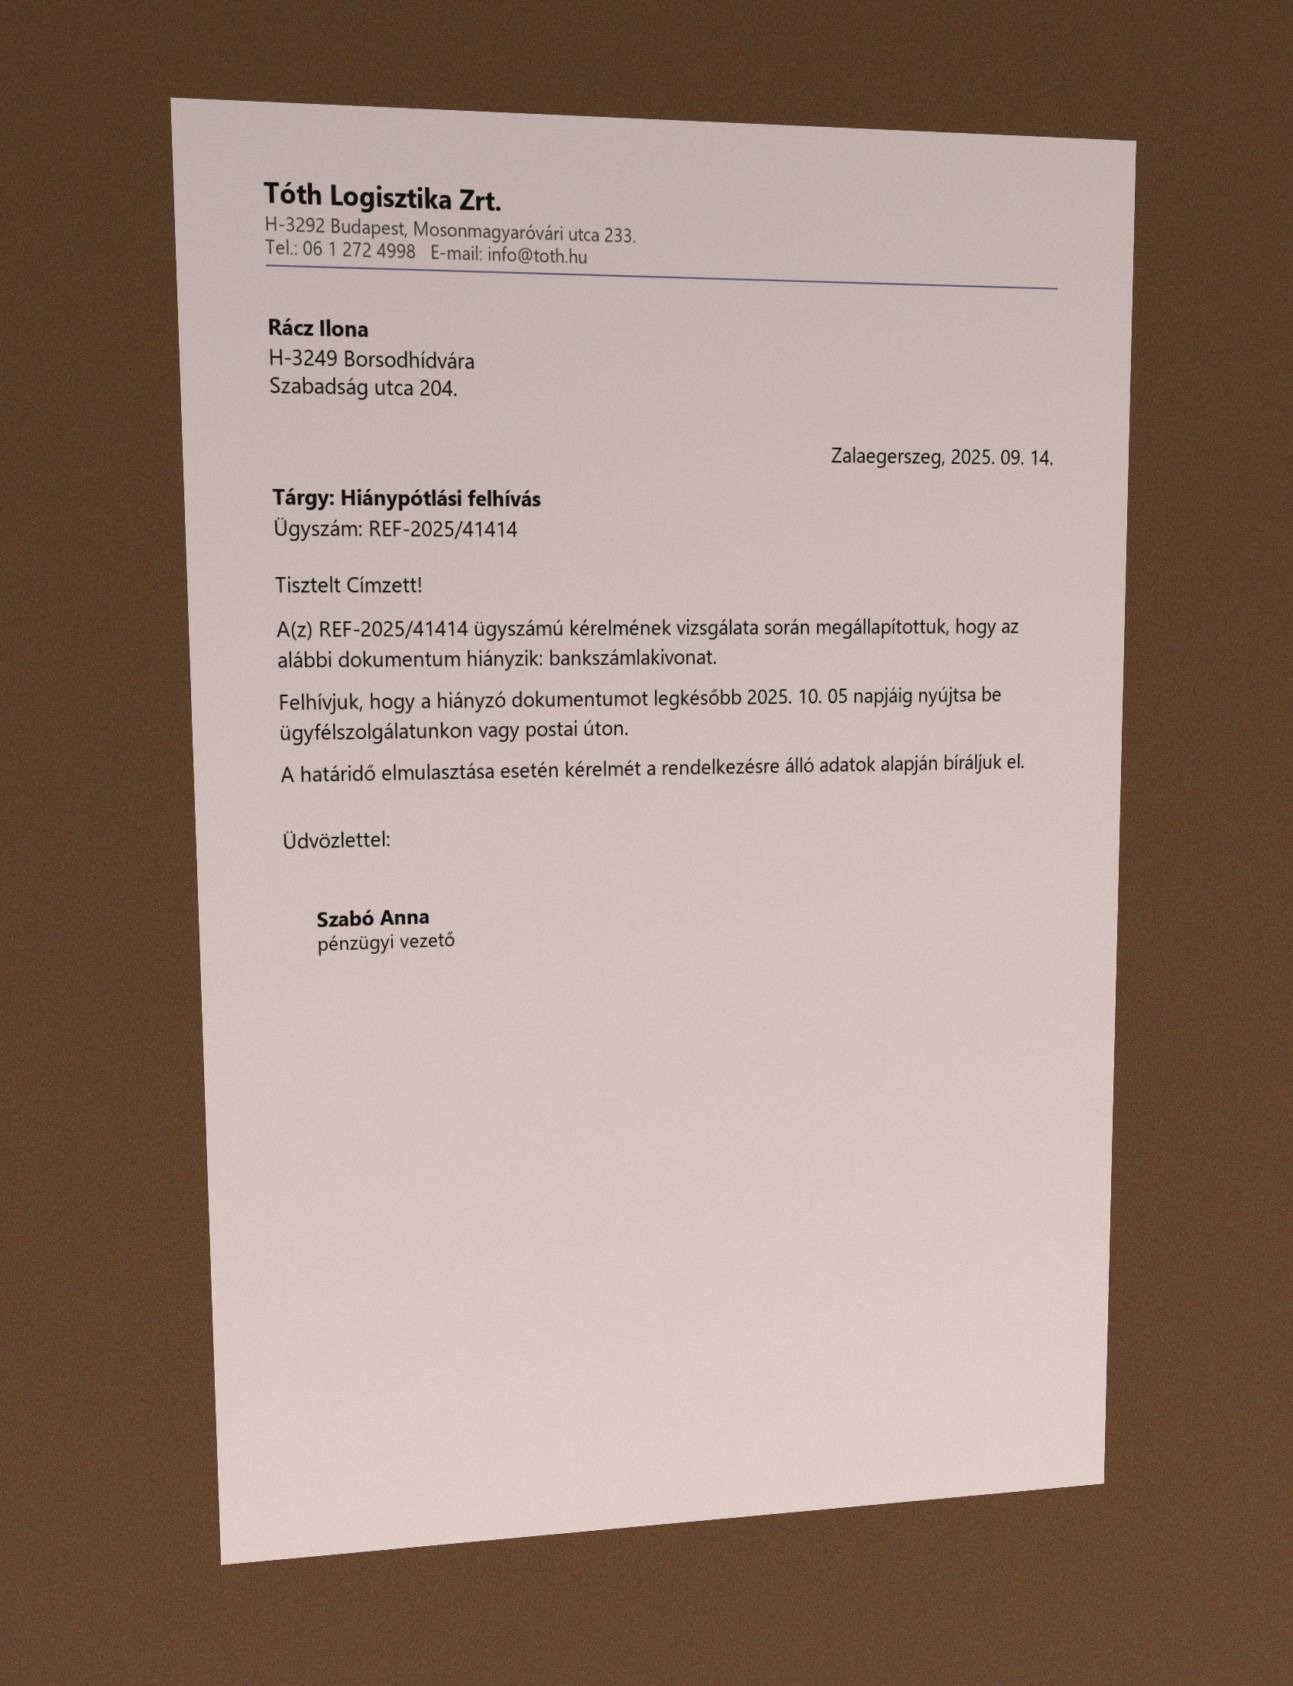 Tóth Logisztika Zrt.
H-3292 Budapest, Mosonmagyaróvári utca 233.
Tel.: 06 1 272 4998 E-mail: info@toth.hu
Rácz Ilona
H-3249 Borsodhídvára
Szabadság utca 204.
Zalaegerszeg, 2025. 09. 14.
Tárgy: Hiánypótlási felhívás
Ügyszám: REF-2025/41414
Tisztelt Címzett!
A(z) REF-2025/41414 ügyszámú kérelmének vizsgálata során megállapítottuk, hogy az
alábbi dokumentum hiányzik: bankszámlakivonat.
Felhívjuk, hogy a hiányzó dokumentumot legkésőbb 2025. 10. 05 napjáig nyújtsa be
ügyfélszolgálatunkon vagy postai úton.
A határidő elmulasztása esetén kérelmét a rendelkezésre álló adatok alapján bíráljuk el.
Üdvözlettel:
Szabó Anna
pénzügyi vezető